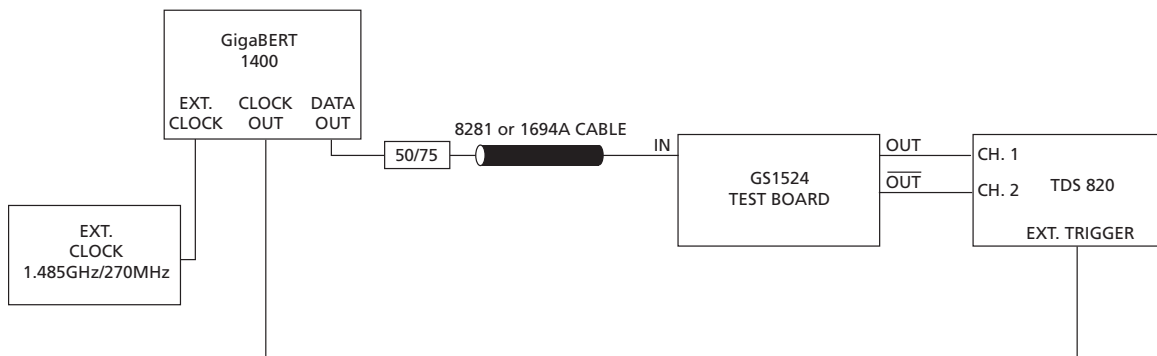 GigaBERT
1400
EXT.
CLOCK
CLOCK
OUT
DATA
OUT
50/75
8281 or 1694A CABLE
IN
GS1524
TEST BOARD
OUT
OUT
CH. 1
CH. 2
TDS 820
EXT. TRIGGER
EXT.
CLOCK
1.485GHz/270MHz